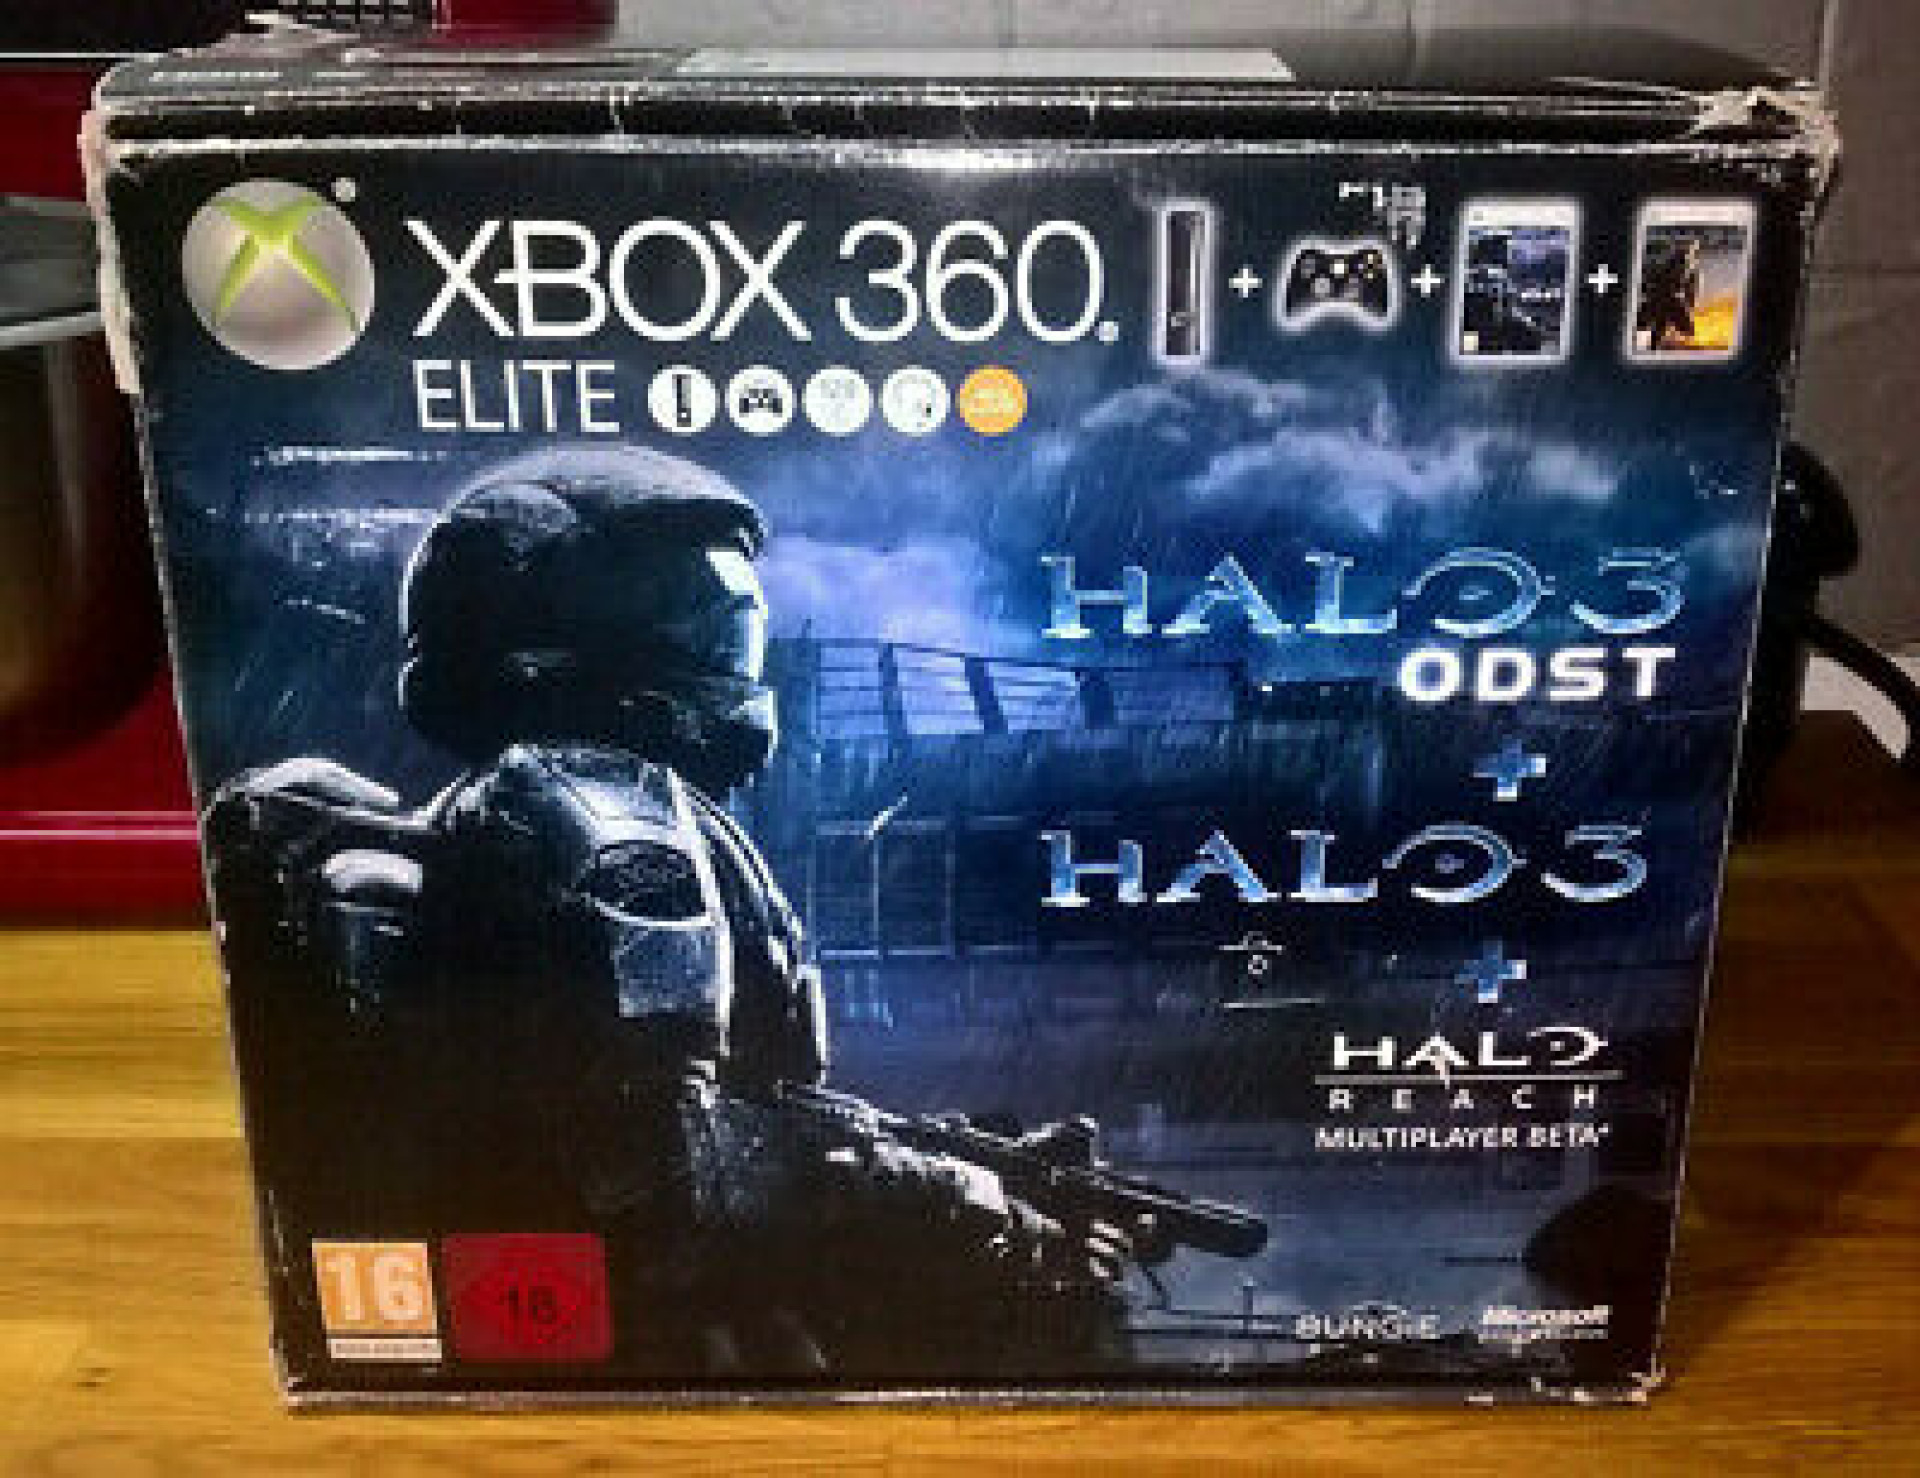 XBOX 360
ELITE
HALO 3
ODST
+
HALO 3
+
HALO
REACH
MULTIPLAYER BETA*
16
18
BUNGIE
Microsoft